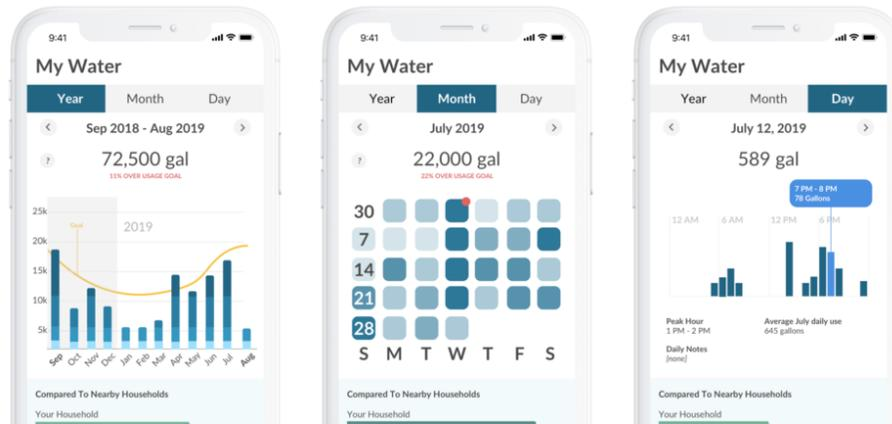 9:41
My Water
Year Month Day
Sep 2018 - Aug 2019
?
72,500 gal
11% OVER USAGE GOAL
25k
20k
15k
10k
5k
Goal
2019
Sep Oct Nov Dec Jan Feb Mar Apr May Jun Jul Aug
Compared To Nearby Households
Your Household
9:41
My Water
Year Month Day
July 2019
?
22,000 gal
22% OVER USAGE GOAL
30
7
14
21
28
S M T W T F S
Compared To Nearby Households
Your Household
9:41
My Water
Year Month Day
July 12, 2019
589 gal
7 PM - 8 PM
78 Gallons
12 AM 6 AM 12 PM 6 PM
Peak Hour
1 PM - 2 PM
Average July daily use
645 gallons
Daily Notes
[none]
Compared To Nearby Households
Your Household